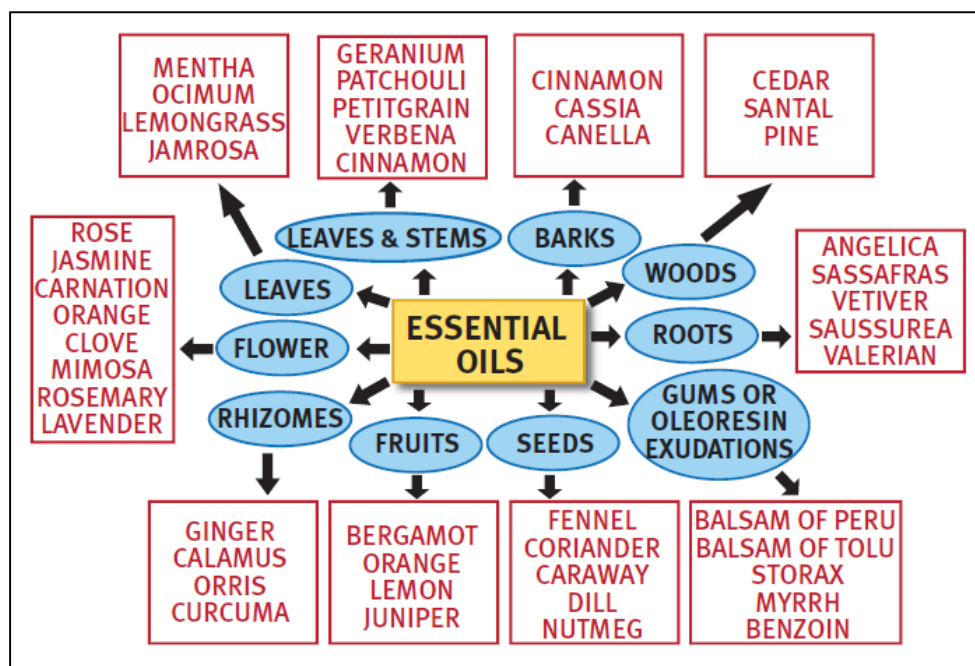 MENTHA
OCIMUM
LEMONGRASS
JAMROSA
GERANIUM
PATCHOULI
PETITGRAIN
VERBENA
CINNAMON
CINNAMON
CASSIA
CANELLA
CEDAR
SANTAL
PINE
LEAVES & STEMS
BARKS
WOODS
LEAVES
ROSE
JASMINE
CARNATION
ORANGE
CLOVE
MIMOSA
ROSEMARY
LAVENDER
FLOWER
ESSENTIAL
OILS
ROOTS
ANGELICA
SASSAFRAS
VETIVER
SAUSSUREA
VALERIAN
RHIZOMES
FRUITS
SEEDS
GUMS OR
OLEORESIN
EXUDATIONS
GINGER
CALAMUS
ORRIS
CURCUMA
BERGAMOT
ORANGE
LEMON
JUNIPER
FENNEL
CORIANDER
CARAWAY
DILL
NUTMEG
BALSAM OF PERU
BALSAM OF TOLU
STORAX
MYRRH
BENZOIN